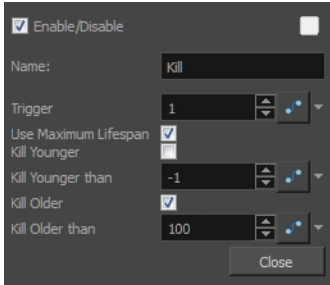 Enable/Disable
Name: Kill
Trigger 1
Use Maximum Lifespan
Kill Younger
Kill Younger than -1
Kill Older
Kill Older than 100
Close